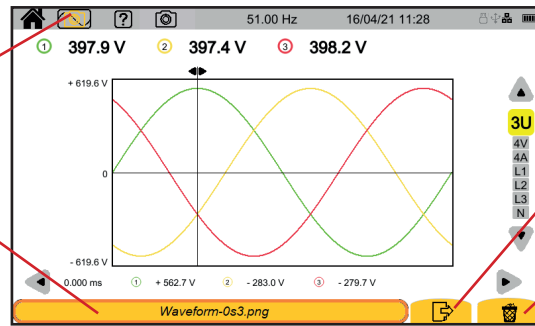 ? 51.00 Hz 16/04/21 11:28
1 397.9 V 2 397.4 V 3 398.2 V
+ 619.6 V
0
- 619.6 V
3U
4V
4A
L1
L2
L3
N
0.000 ms 1 + 562.7 V 2 - 283.0 V 3 - 279.7 V
Waveform-0s3.png